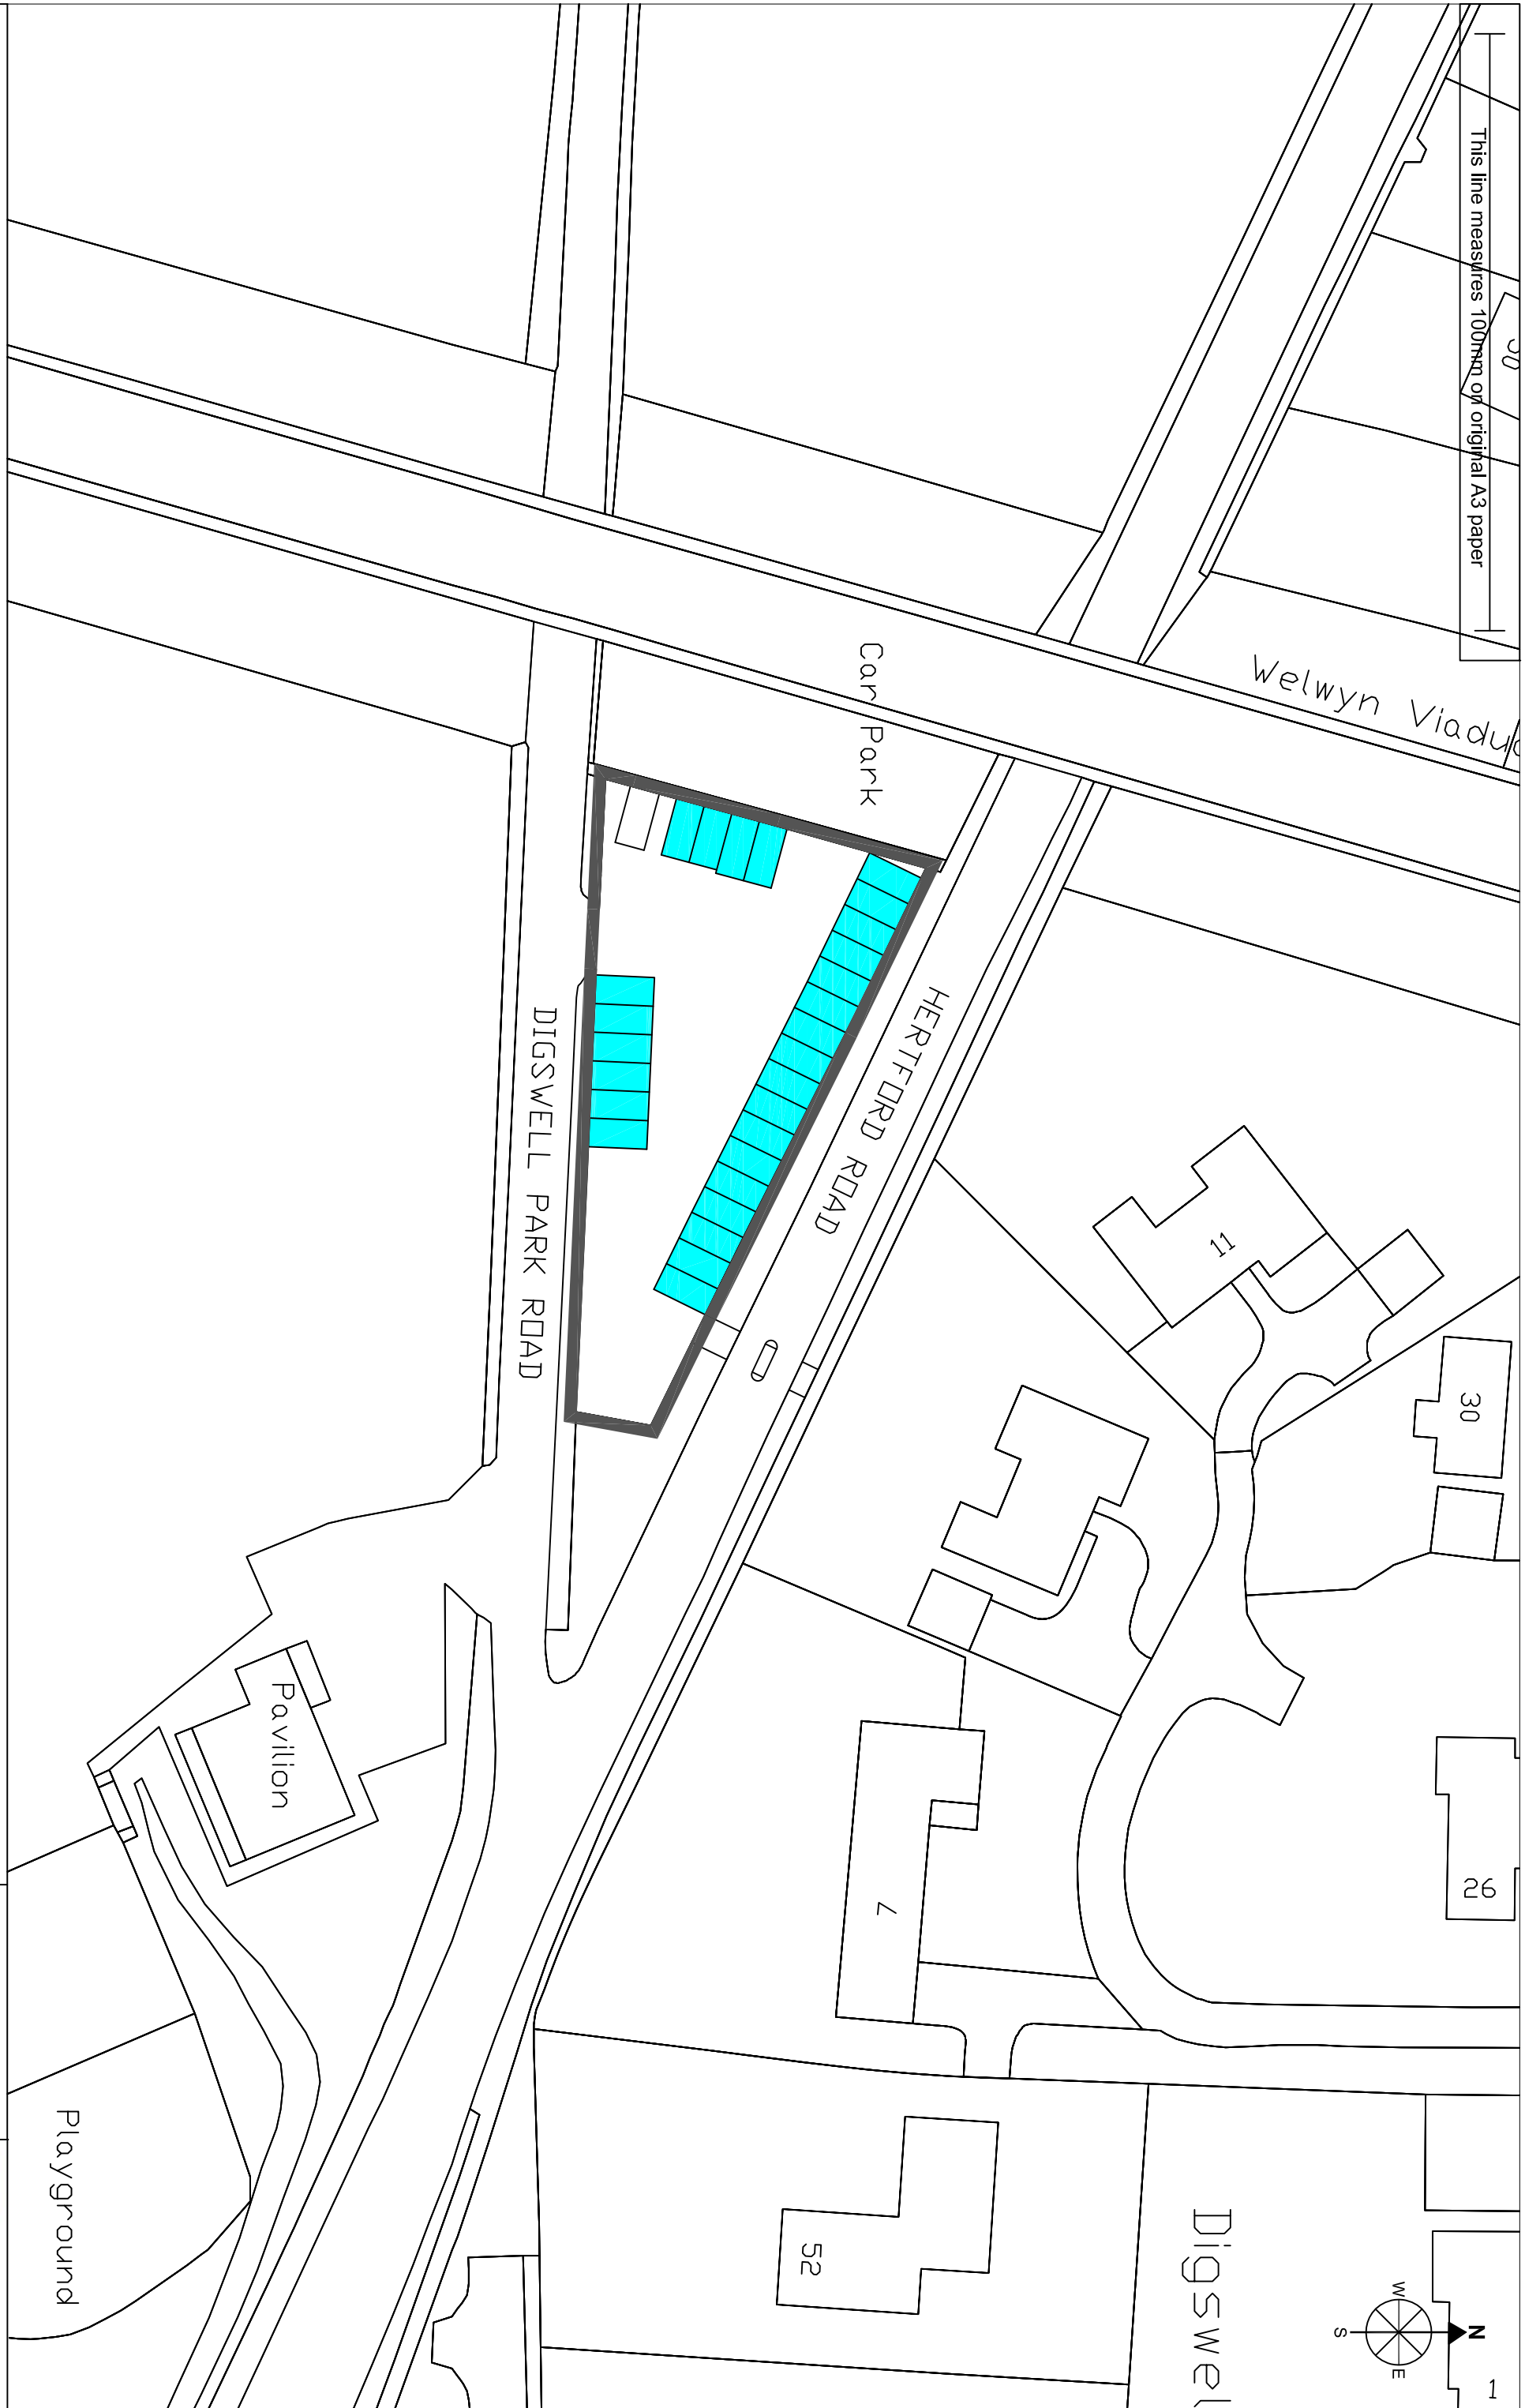 This line measures 100mm on original A3 paper
Welwyn Viadu
Car Park
HERTFORD ROAD
DIGSWELL PARK ROAD
11
30
26
7
52
Pavilion
Playground
Digswel
N
W
E
S
1